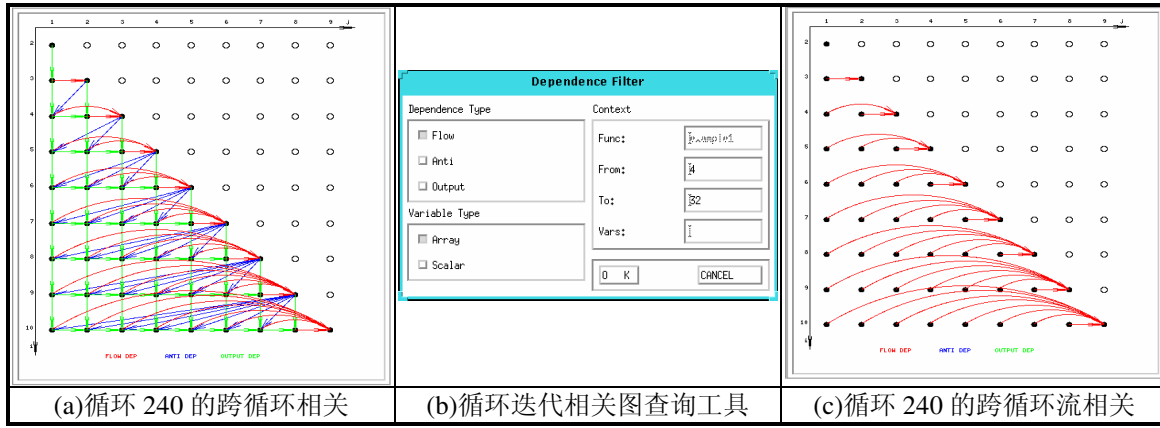 1 2 3 4 5 6 7 8 9 j
2
3
4
5
6
7
8
9
10
i
FLOW DEP ANTI DEP OUTPUT DEP
(a)循环 240 的跨循环相关
Dependence Filter
Dependence Type
Flow
Anti
Output
Variable Type
Array
Scalar
Context
Func: example1
From: 4
To: 32
Vars:
O K CANCEL
(b)循环迭代相关图查询工具
1 2 3 4 5 6 7 8 9 j
2
3
4
5
6
7
8
9
10
i
FLOW DEP ANTI DEP OUTPUT DEP
(c)循环 240 的跨循环流相关